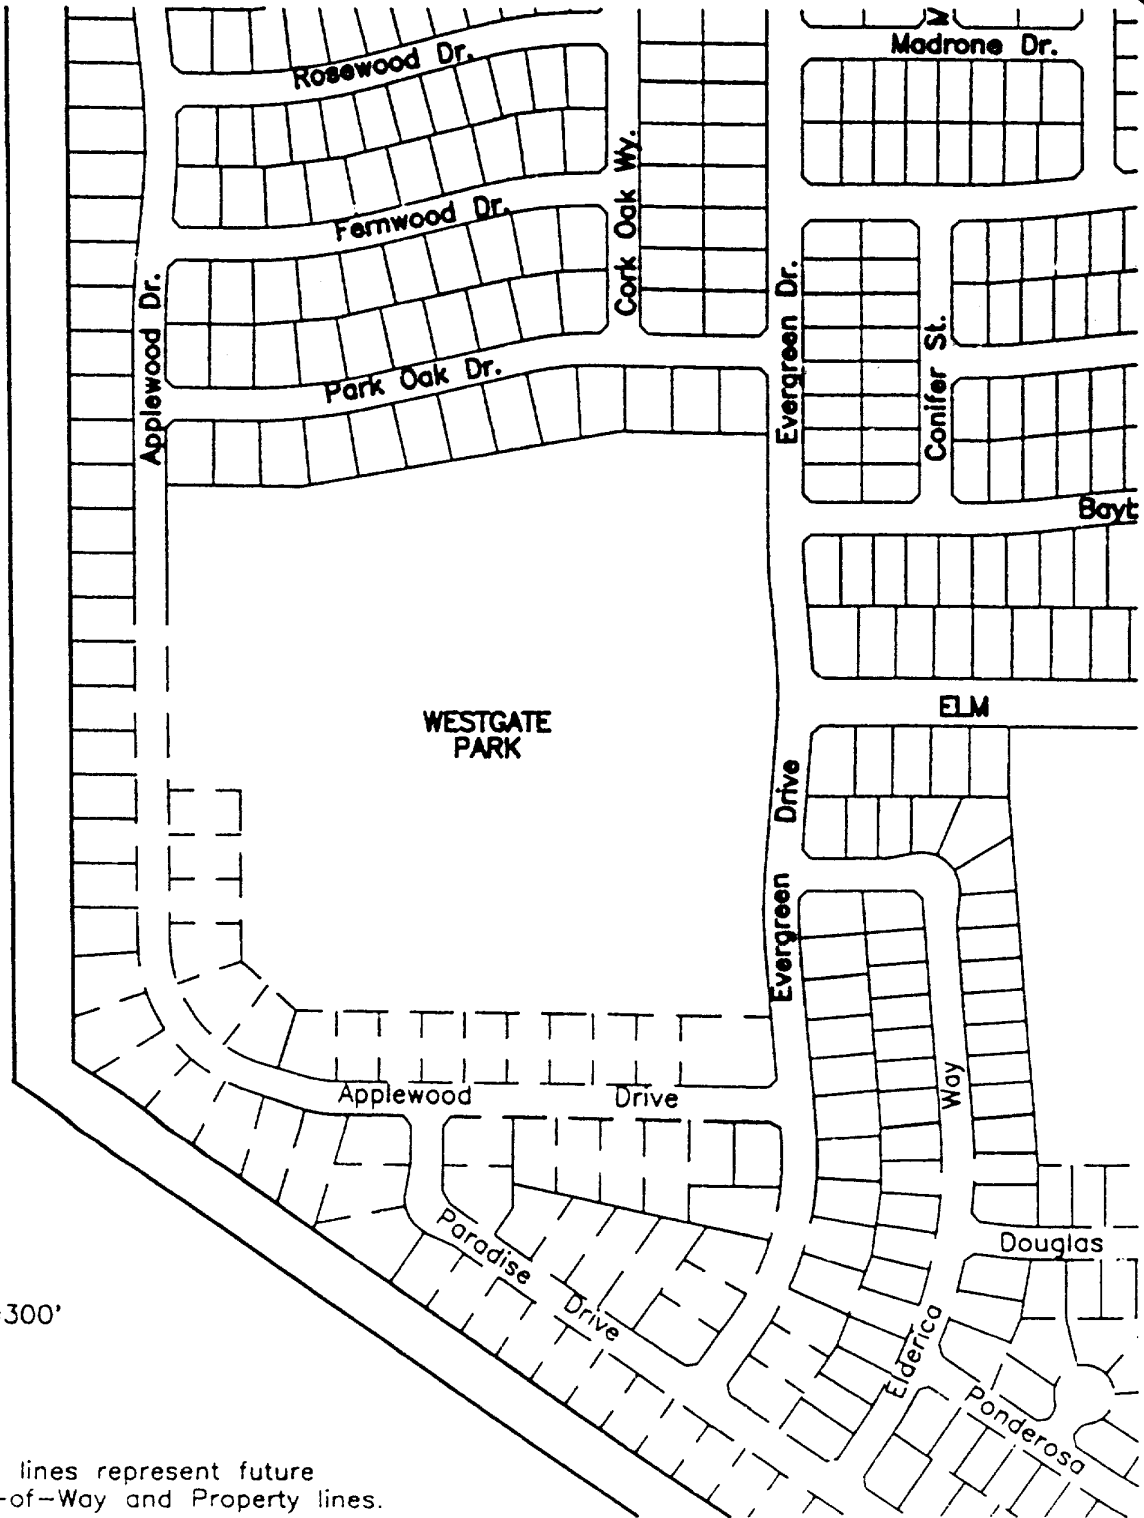 Madrone Dr.
Rosewood Dr.
Cork Oak Wy.
Fernwood Dr.
Applewood Dr.
Evergreen Dr.
Conifer St.
Park Oak Dr.
ELM
WESTGATE
PARK
Evergreen Drive
Way
Applewood Drive
Paradise Drive
Douglas
300'
Elderica
Ponderosa
lines represent future
-of-Way and Property lines.